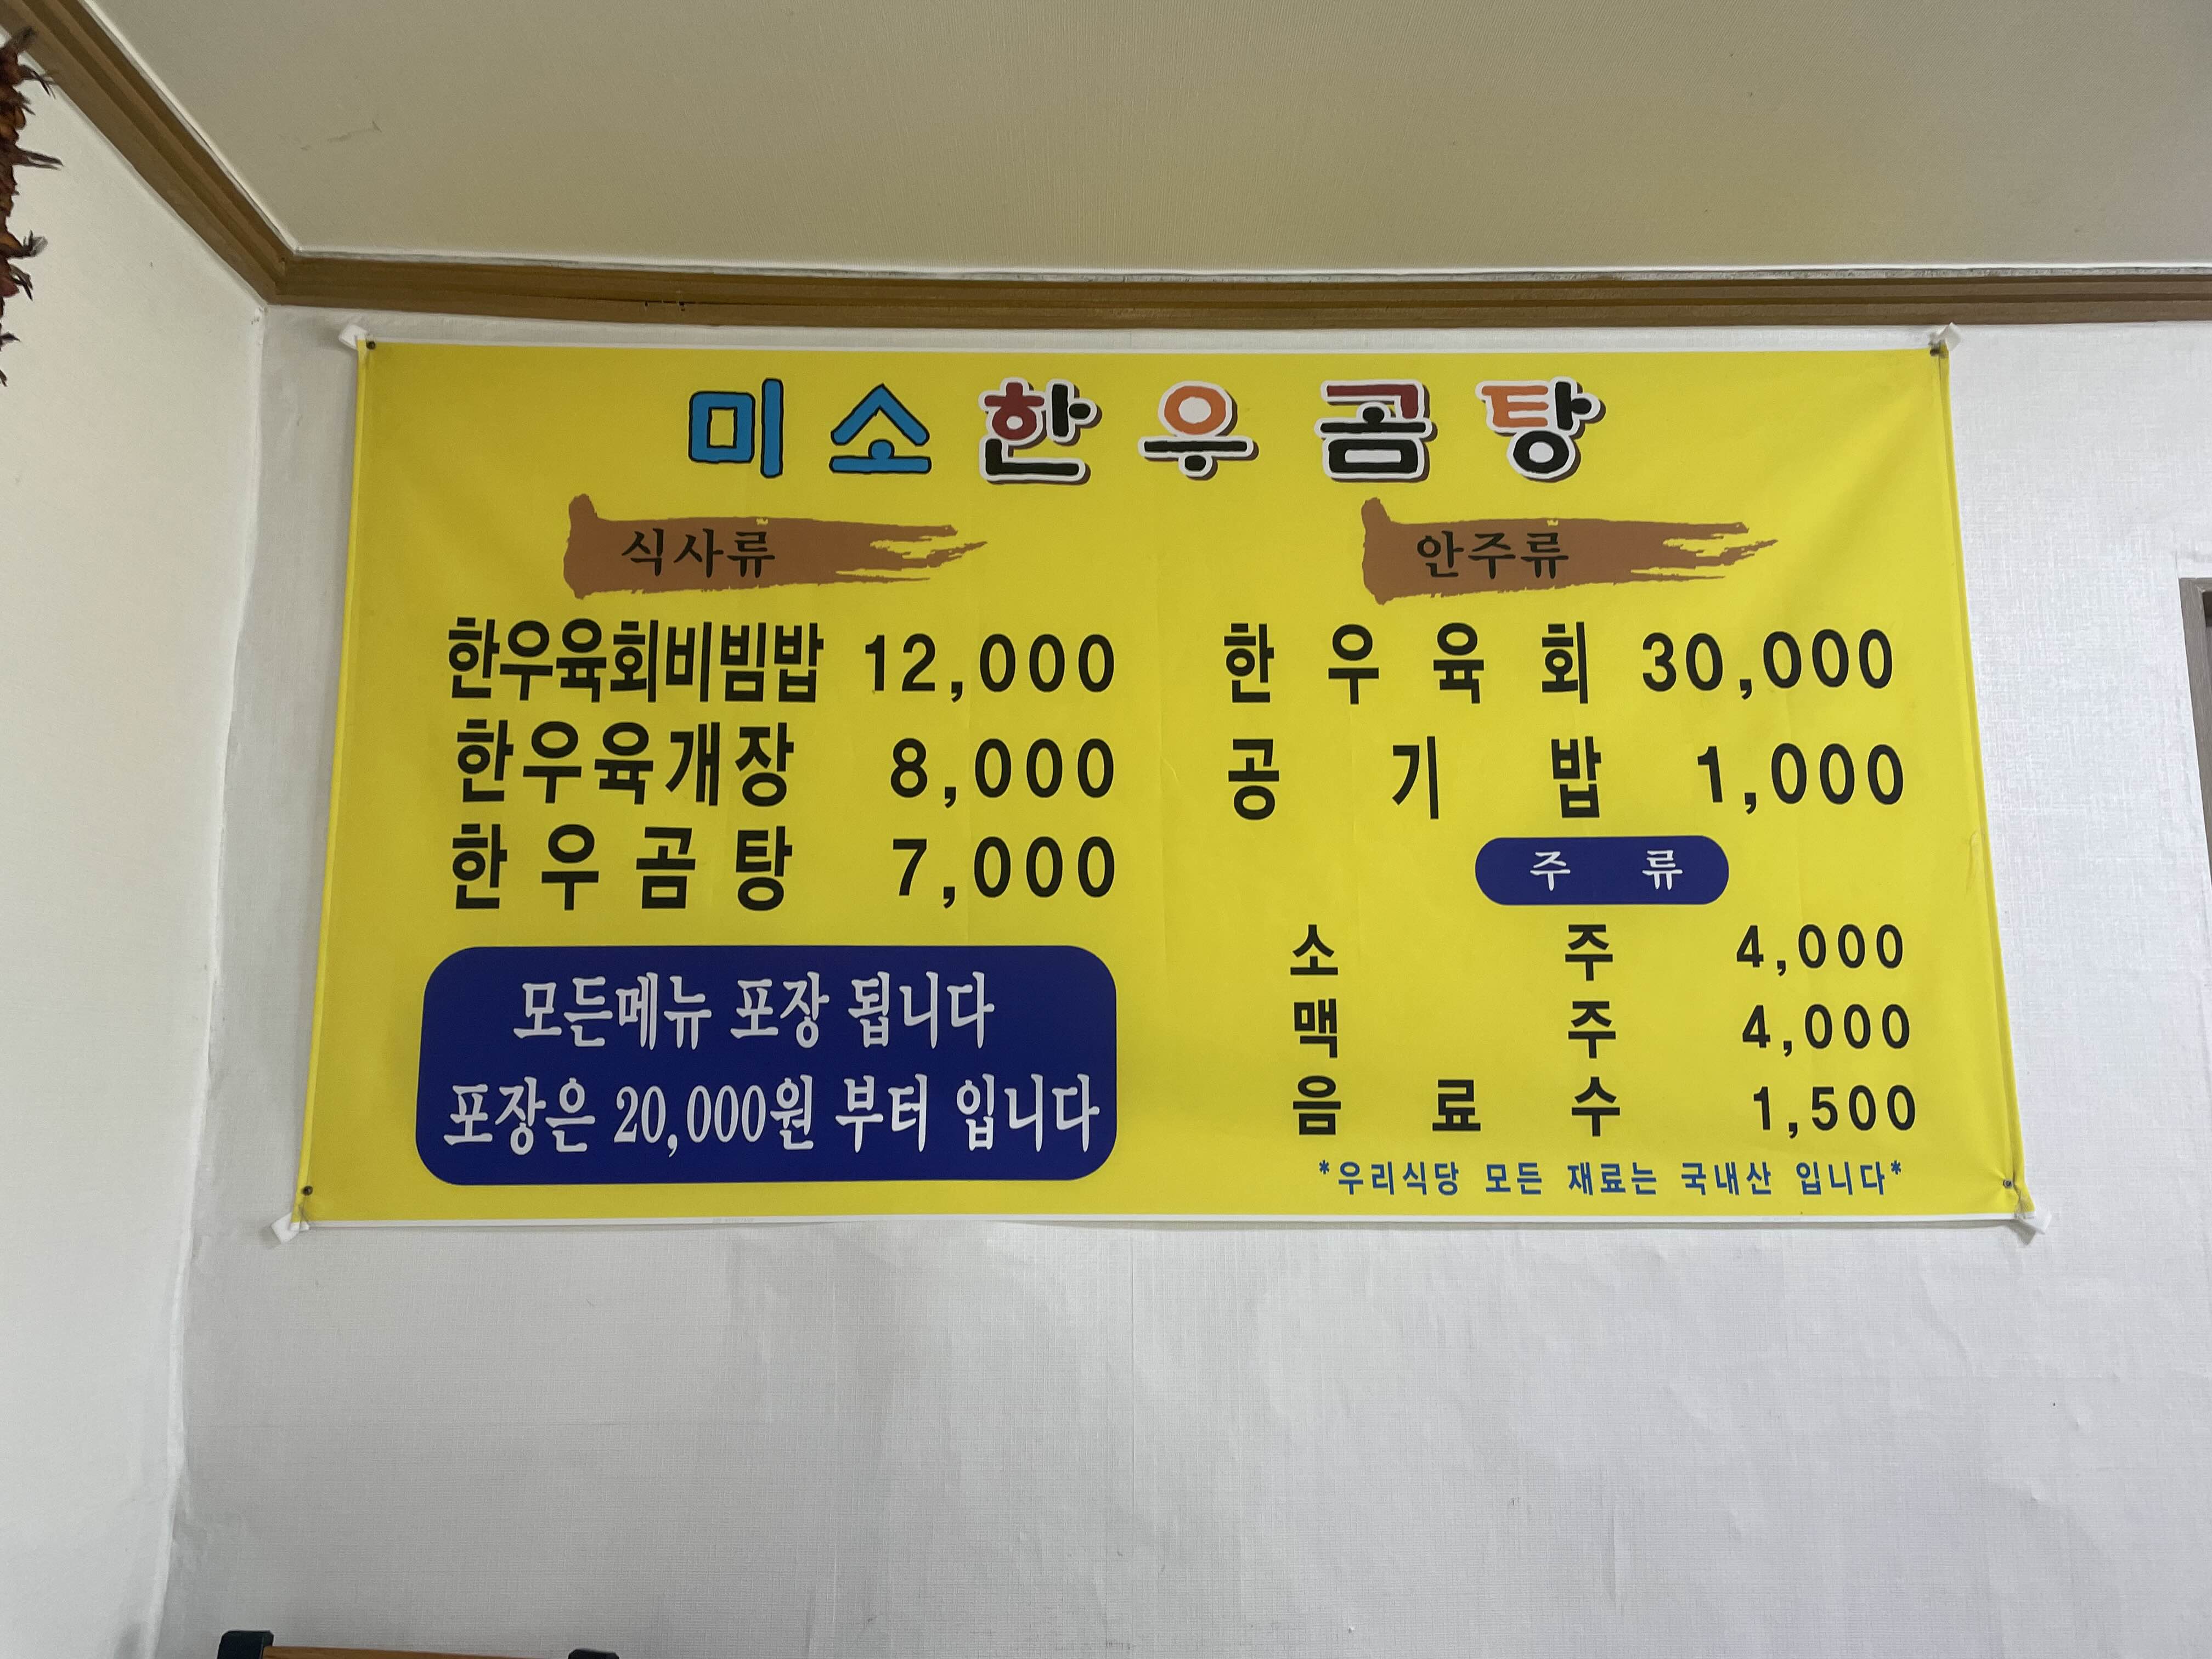 미소한우곰탕
식사류
한우육회비빔밥 12,000
한우육개장 8,000
한우곰탕 7,000
모든메뉴 포장 됩니다
포장은 20,000원 부터 입니다
안주류
한우육회 30,000
공기밥 1,000
주류
소주 4,000
맥주 4,000
음료수 1,500
*우리식당 모든 재료는 국내산 입니다*